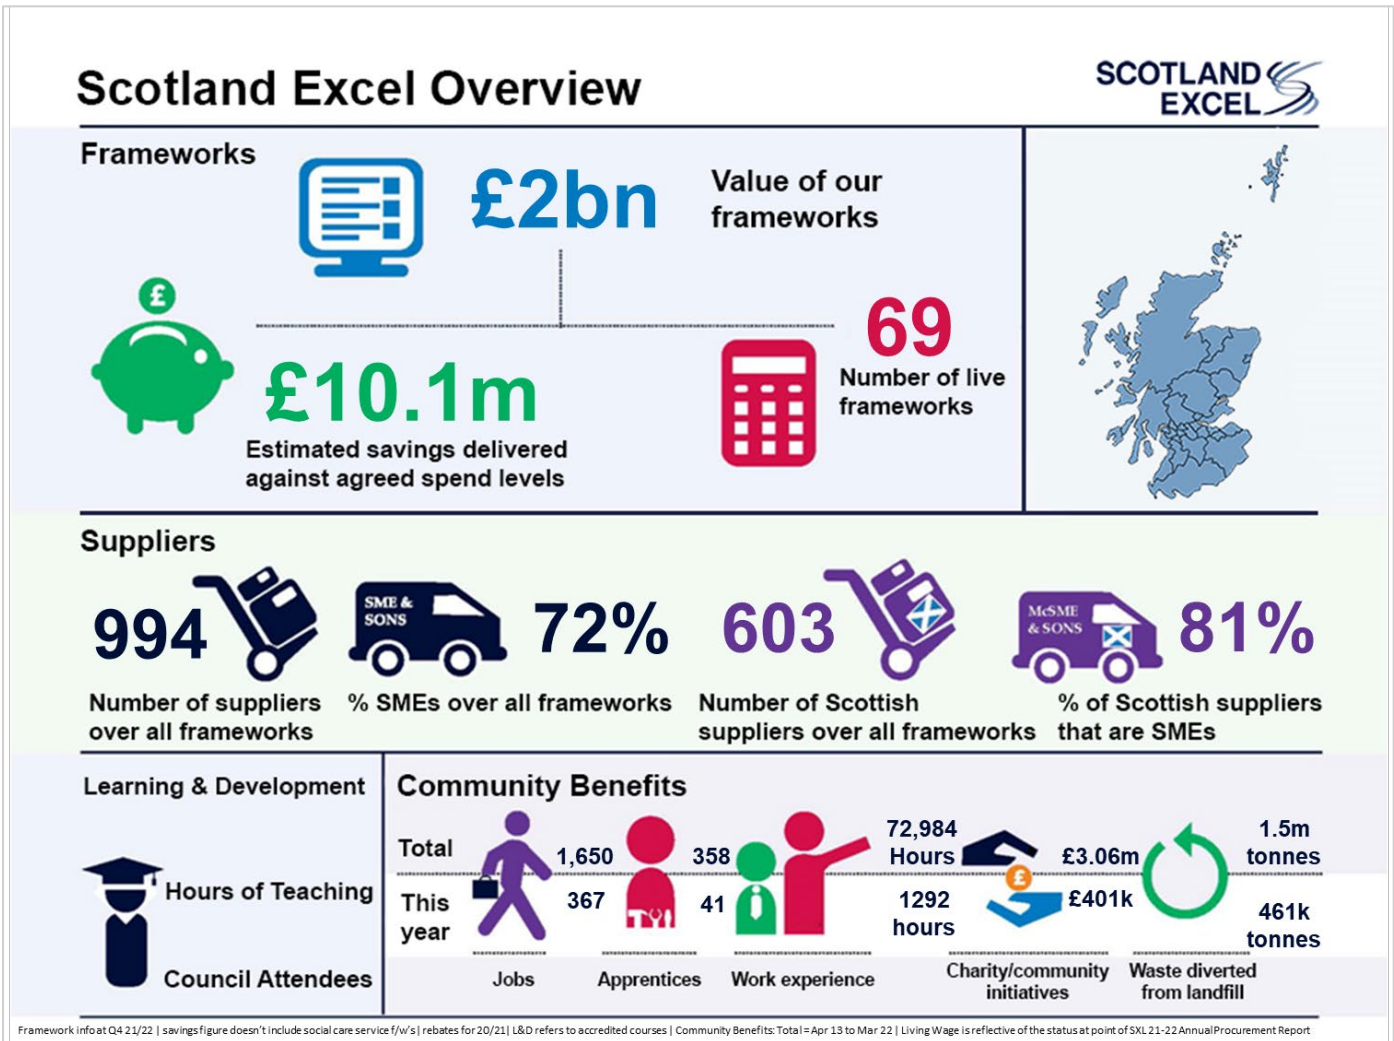 Scotland Excel Overview
SCOTLAND
EXCEL
Frameworks
£2bn
Value of our
frameworks
£
£10.1m
Estimated savings delivered
against agreed spend levels
69
Number of live
frameworks
Suppliers
994
Number of suppliers
over all frameworks
SME &
SONS
72%
% SMEs over all frameworks
603
Number of Scottish
suppliers over all frameworks
McSME
& SONS
81%
% of Scottish suppliers
that are SMEs
Learning & Development
Hours of Teaching
Council Attendees
Community Benefits
Total
This
year
1,650
367
Jobs
358
41
Apprentices
72,984
Hours
1292
hours
Work experience
£
£3.06m
£401k
Charity/community
initiatives
1.5m
tonnes
461k
tonnes
Waste diverted
from landfill
Framework info at Q4 21/22 | savings figure doesn't include social care service f/w's | rebates for 20/21 | L&D refers to accredited courses | Community Benefits: Total = Apr 13 to Mar 22 | Living Wage is reflective of the status at point of SXL 21-22 Annual Procurement Report